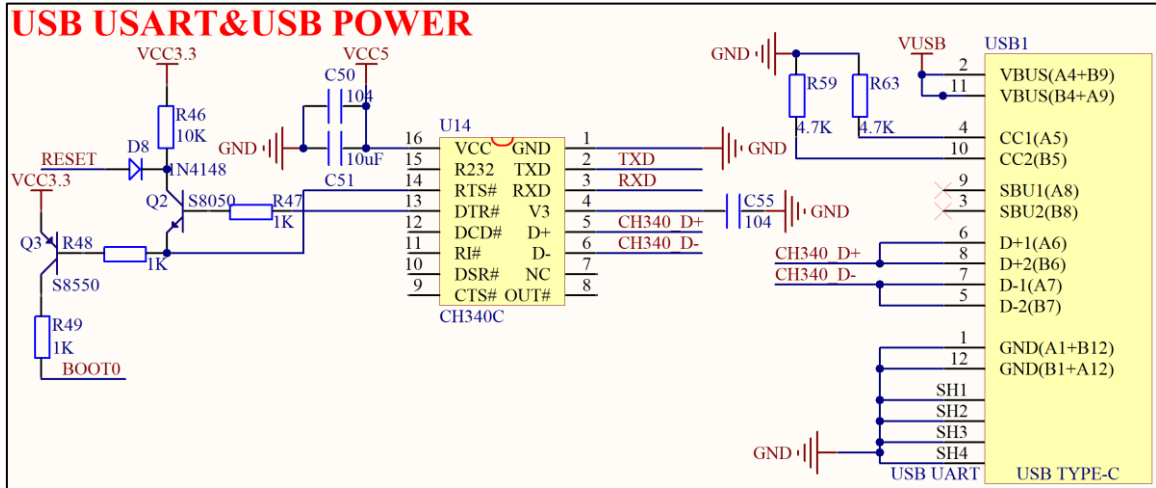 USB USART&USB POWER
VCC3.3
R46
10K
RESET
D8
1N4148
VCC3.3
Q2
S8050
R47
1K
Q3
R48
1K
S8550
R49
1K
BOOT0
VCC5
C50
104
GND
10uF
C51
U14
16 VCC GND 1
15 R232 TXD 2 TXD
14 RTS# RXD 3 RXD
13 DTR# V3 4
12 DCD# D+ 5 CH340_D+
11 RI# D- 6 CH340_D-
10 DSR# NC 7
9 CTS# OUT# 8
CH340C
GND
C55
104
GND
GND
R59
4.7K
R63
4.7K
VUSB
USB1
2 VBUS(A4+B9)
11 VBUS(B4+A9)
4 CC1(A5)
10 CC2(B5)
9 SBU1(A8)
3 SBU2(B8)
6 D+1(A6)
CH340_D+ 8 D+2(B6)
CH340_D- 7 D-1(A7)
5 D-2(B7)
1 GND(A1+B12)
12 GND(B1+A12)
SH1
SH2
SH3
GND SH4
USB UART USB TYPE-C